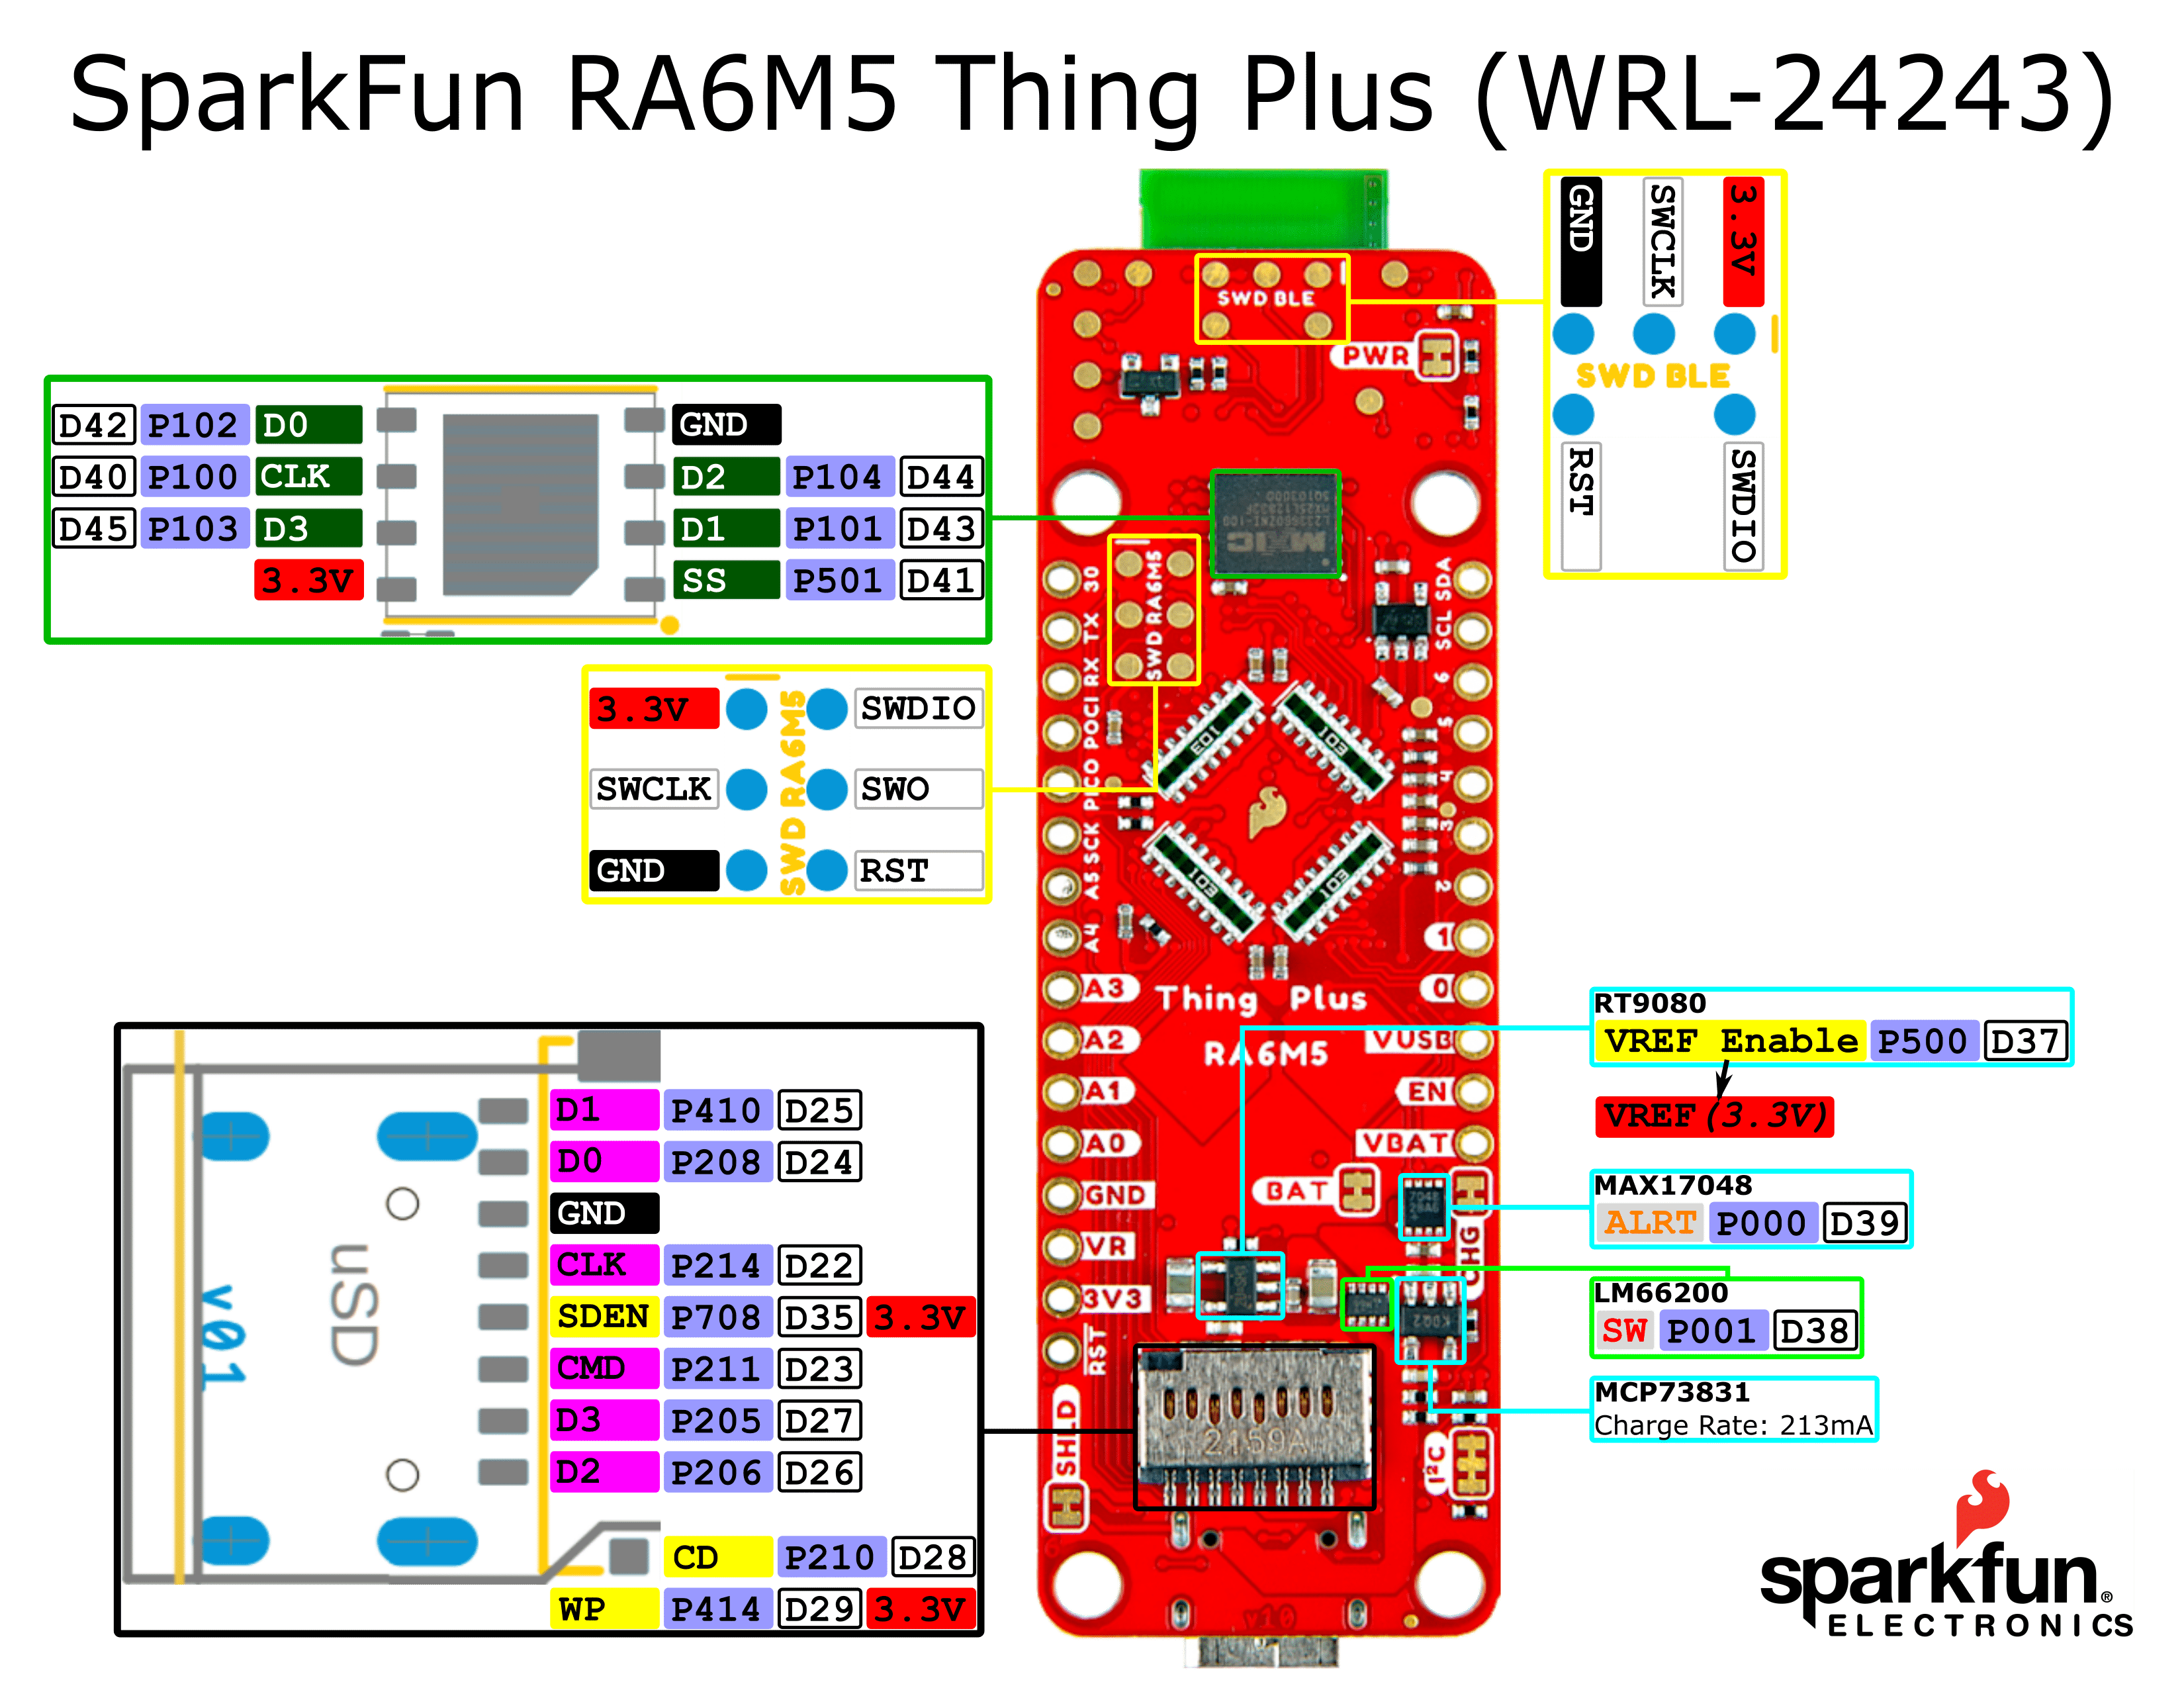 SparkFun RA6M5 Thing Plus (WRL-24243)
GND
SWCLK
3.3V
SWD BLE
RST
SWDIO
D42 P102 D0
D40 P100 CLK
D45 P103 D3
3.3V
GND
D2 P104 D44
D1 P101 D43
SS P501 D41
3.3V
SWCLK
GND
SWD RA6M5
SWDIO
SWO
RST
uSD
v01
D1 P410 D25
D0 P208 D24
GND
CLK P214 D22
SDEN P708 D35 3.3V
CMD P211 D23
D3 P205 D27
D2 P206 D26
CD P210 D28
WP P414 D29 3.3V
SWD BLE
PWR
SWD RA6M5
30
TX
RX
POCI
PICO
SCK
A5
A4
A3
A2
A1
A0
GND
VR
3V3
RST
SHLD
SDA
SCL
6
5
4
3
2
1
0
VUSB
EN
VBAT
103
103
103
103
Thing Plus
RA6M5
BAT
CHG
I²C
2159A
v10
RT9080
VREF Enable P500 D37
VREF(3.3V)
MAX17048
ALRT P000 D39
LM66200
SW P001 D38
MCP73831
Charge Rate: 213mA
sparkfun®
ELECTRONICS